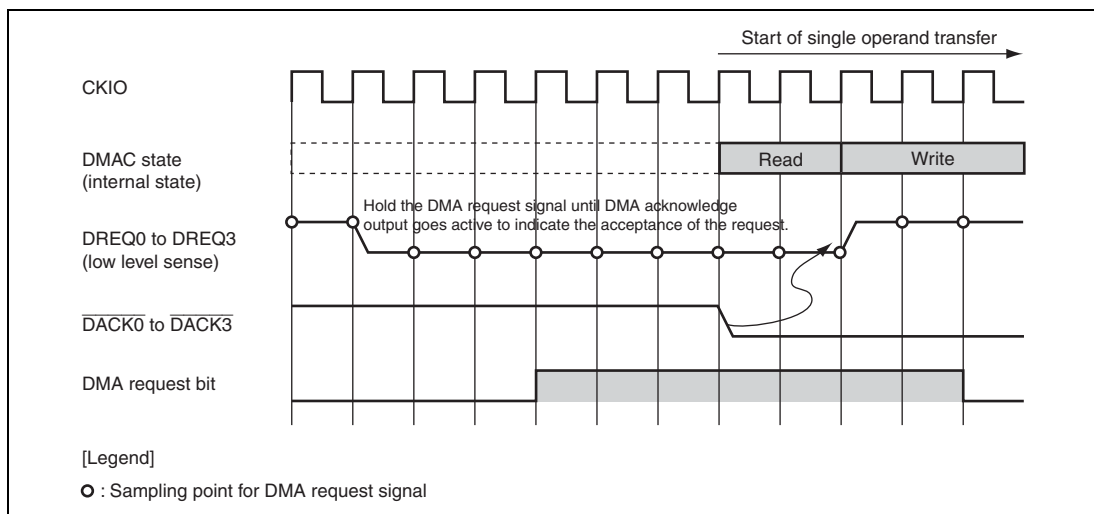 Start of single operand transfer
CKIO
DMAC state
(internal state)
Read
Write
Hold the DMA request signal until DMA acknowledge
output goes active to indicate the acceptance of the request.
DREQ0 to DREQ3
(low level sense)
DACK0 to DACK3
DMA request bit
[Legend]
: Sampling point for DMA request signal